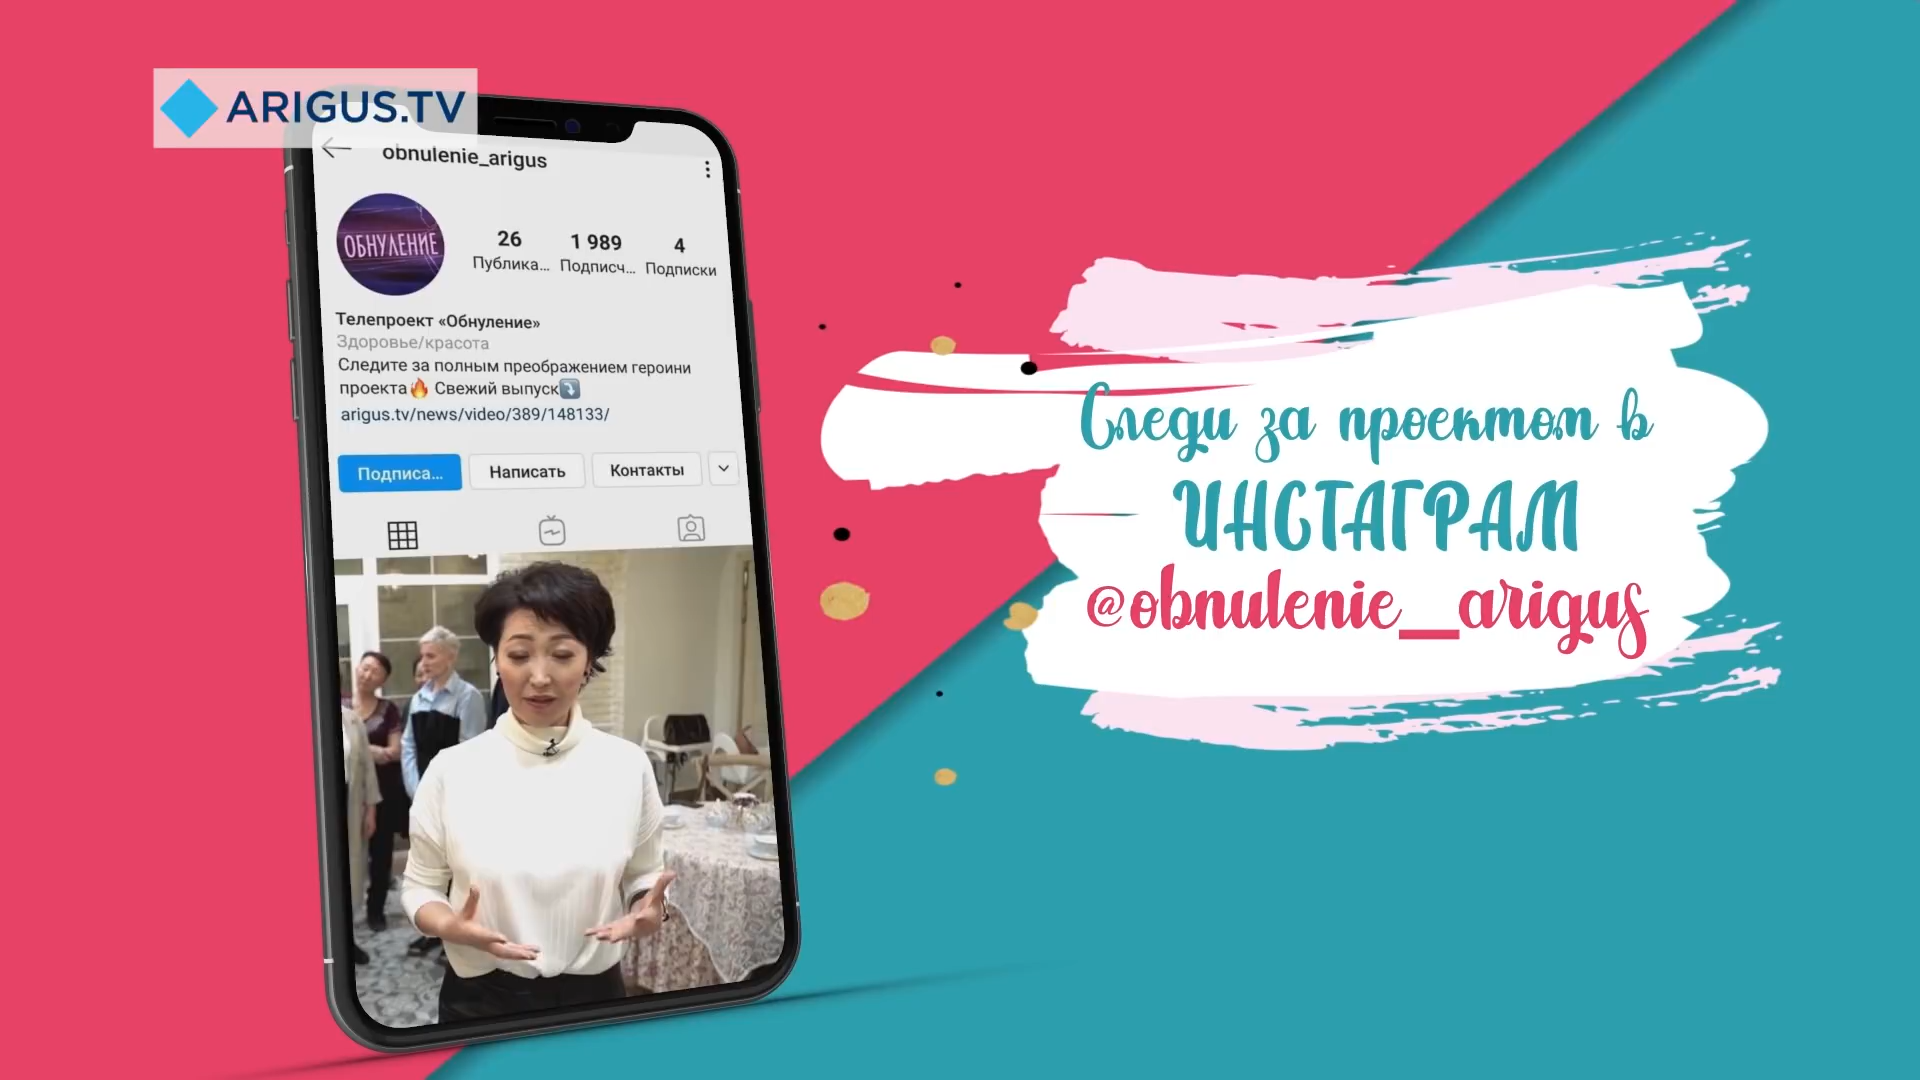 ARIGUS.TV
obnulenie_arigus
ОБНУЛЕНИЕ
26 1 989 4
Публика... Подписч... Подписки
Телепроект «Обнуление»
Здоровье/красота
Следите за полным преображением героини
проекта🔥 Свежий выпуск⤵️
arigus.tv/news/video/389/148133/
Подписа... Написать Контакты
Следи за проектом в
ИНСТАГРАМ
@obnulenie_arigus